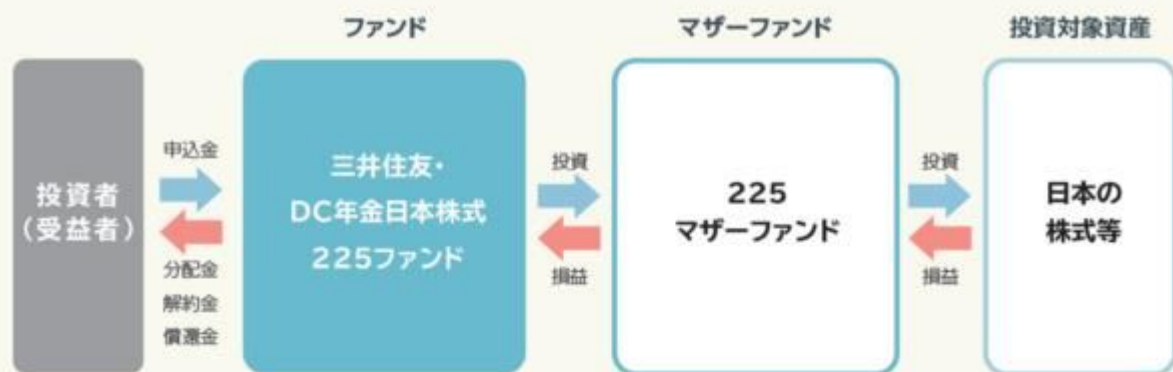 ファンド
マザーファンド
投資対象資産
投資者
（受益者）
申込金
分配金
解約金
償還金
三井住友・
DC年金日本株式
225ファンド
投資
損益
225
マザーファンド
投資
損益
日本の
株式等